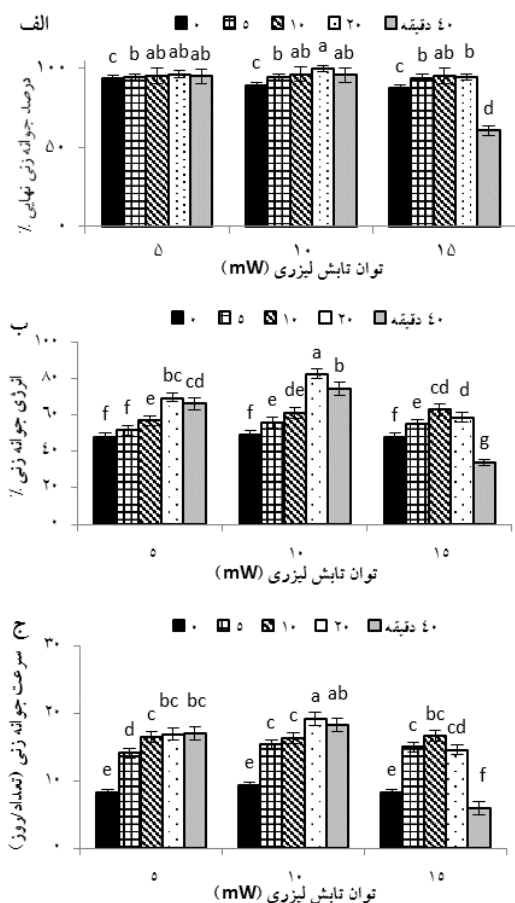 الف
۰ ۵ ۱۰ ۲۰ ۴۰ دقیقه
درصد جوانه زنی نهایی %
۱۰۰
۵۰
۰
c b ab ab ab
c b ab a ab
c b b b d
۵ ۱۰ ۱۵
توان تابش لیزری (mW)
ب
۰ ۵ ۱۰ ۲۰ ۴۰ دقیقه
انرژی جوانه زنی %
۱۰۰
۸۰
۶۰
۴۰
۲۰
۰
f f e bc cd
f e de a b
f e cd d g
۵ ۱۰ ۱۵
توان تابش لیزری (mW)
ج
۰ ۵ ۱۰ ۲۰ ۴۰ دقیقه
سرعت جوانه زنی (تعداد/روز)
۳۰
۲۰
۱۰
۰
e d c bc bc
e c c a ab
e c bc cd f
۵ ۱۰ ۱۵
توان تابش لیزری (mW)